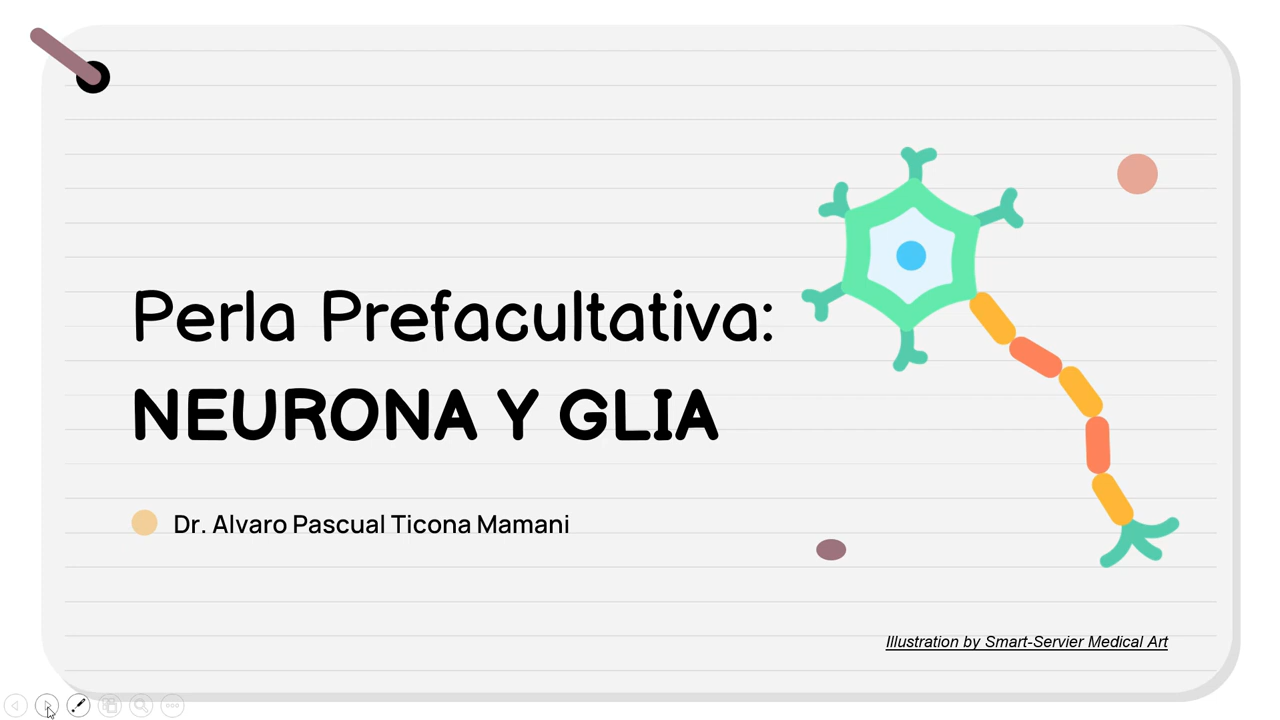 Perla Prefacultativa:
NEURONA Y GLIA
Dr. Alvaro Pascual Ticona Mamani
Illustration by Smart-Servier Medical Art